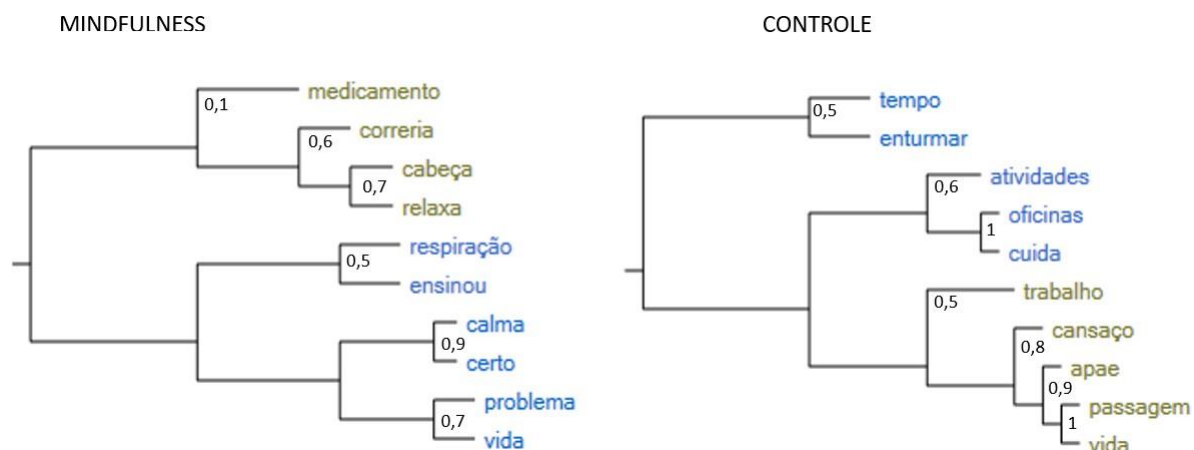 MINDFULNESS
medicamento
0,1
correria
0,6
cabeça
0,7
relaxa
respiração
0,5
ensinou
calma
0,9
certo
problema
0,7
vida
CONTROLE
tempo
0,5
enturmar
atividades
0,6
oficinas
1
cuida
trabalho
0,5
cansaço
0,8
apae
0,9
passagem
1
vida